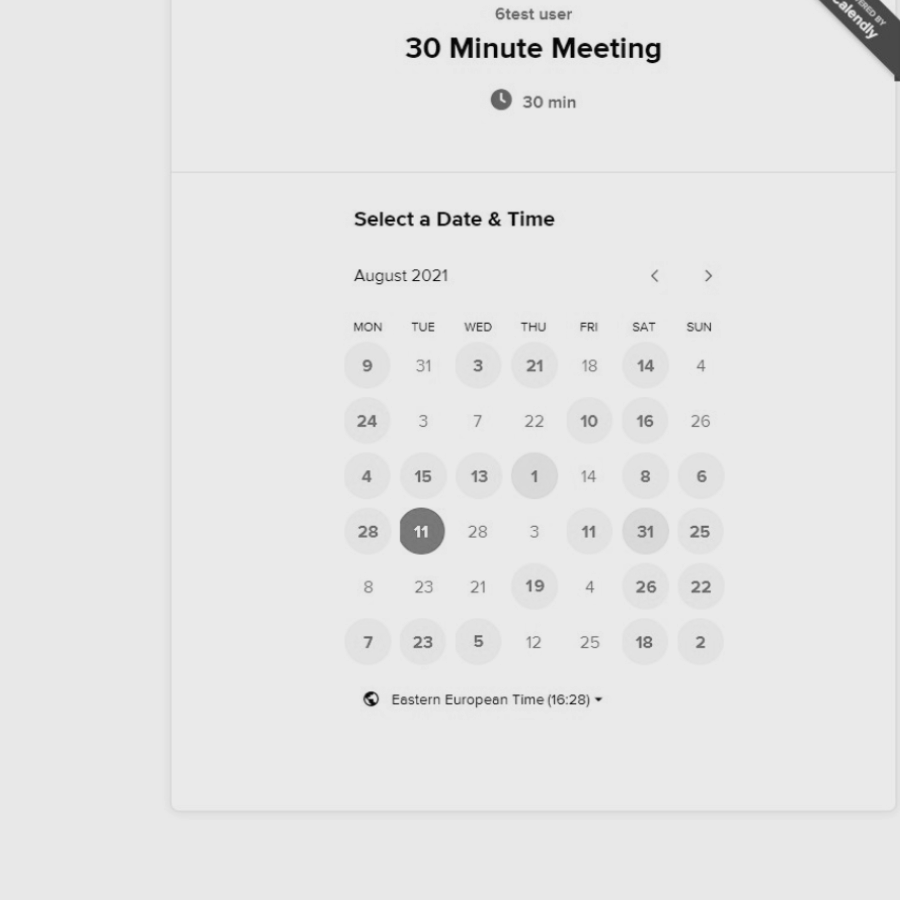 6test user
30 Minute Meeting
30 min
Calendly
Select a Date & Time
August 2021
MON TUE WED THU FRI SAT SUN
9 31 3 21 18 14 4
24 3 7 22 10 16 26
4 15 13 1 14 8 6
28 11 28 3 11 31 25
8 23 21 19 4 26 22
7 23 5 12 25 18 2
Eastern European Time (16:28)